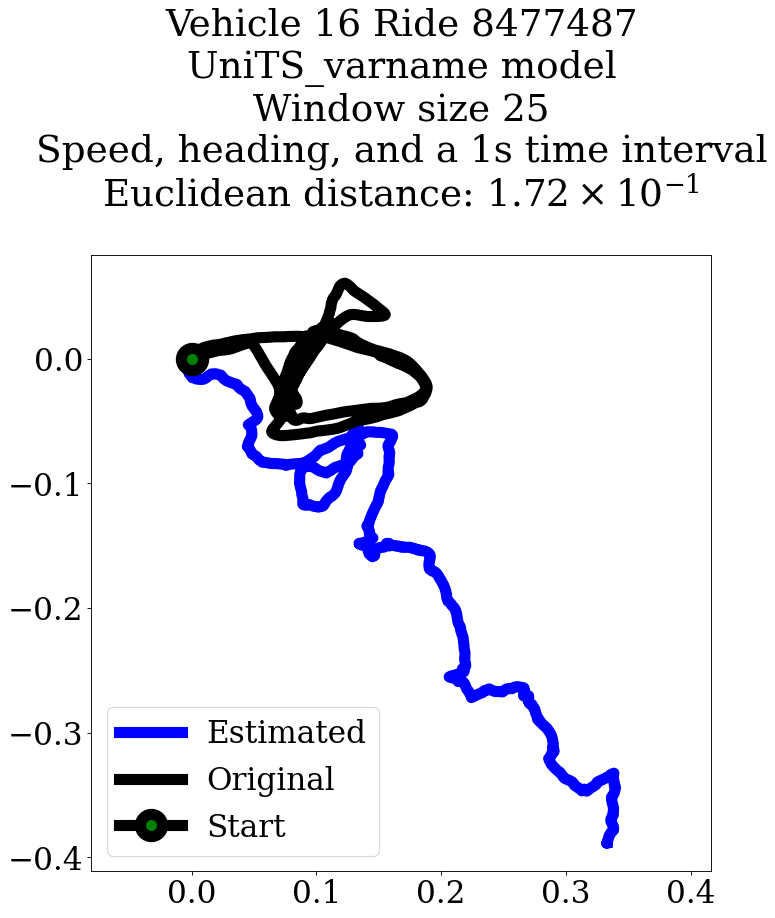 Vehicle 16 Ride 8477487
UniTS_varname model
Window size 25
Speed, heading, and a 1s time interval
Euclidean distance: 1.72 × 10⁻¹
0.0
−0.1
−0.2
−0.3
−0.4
Estimated
Original
Start
0.0 0.1 0.2 0.3 0.4